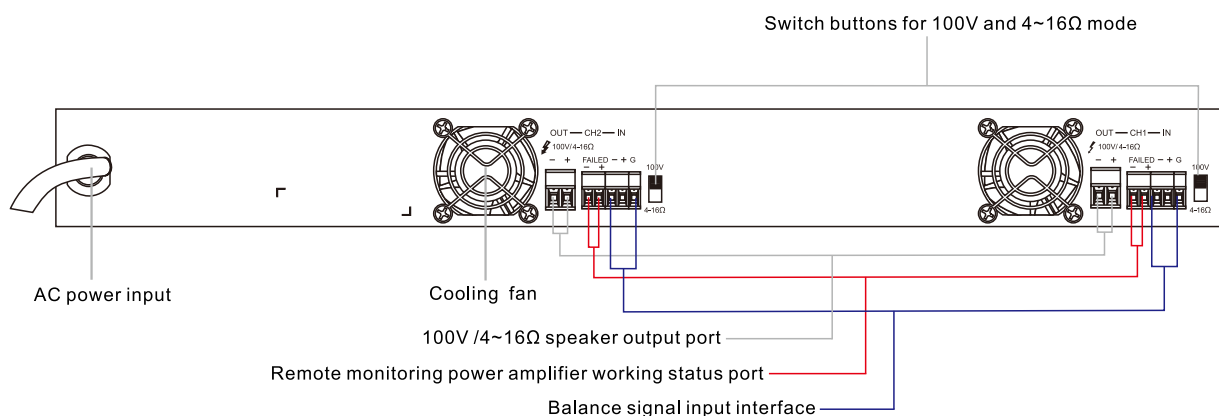 Switch buttons for 100V and 4~16Ω mode
OUT — CH2 — IN
100V/4-16Ω
− + FAILED − + G
− +
100V
4-16Ω
OUT — CH1 — IN
100V/4-16Ω
− + FAILED − + G
− +
100V
4-16Ω
AC power input
Cooling fan
100V /4~16Ω speaker output port
Remote monitoring power amplifier working status port
Balance signal input interface